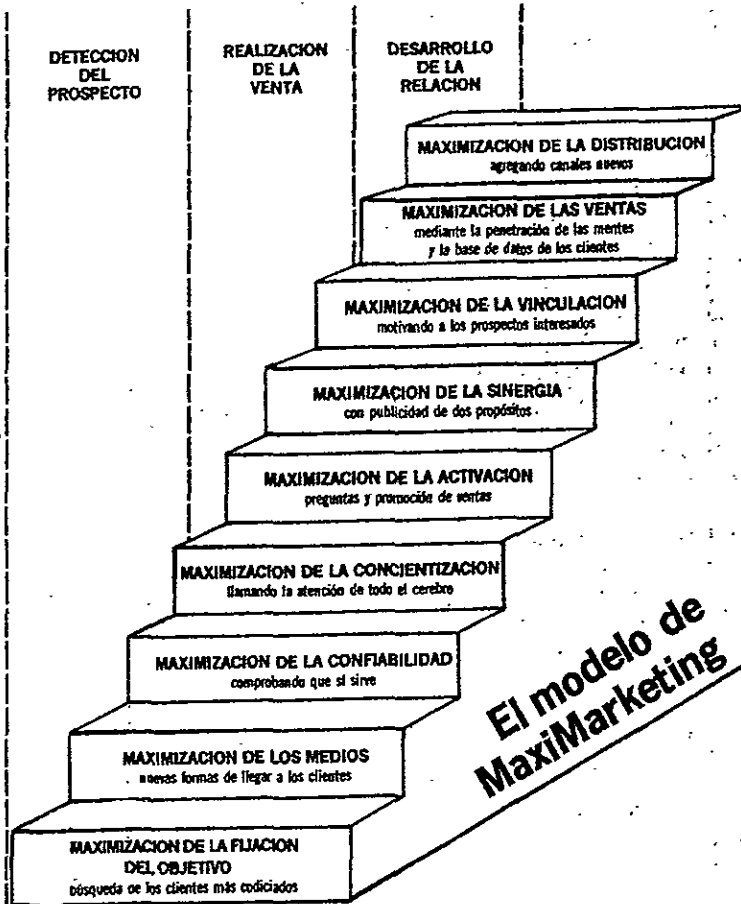 DETECCION
DEL
PROSPECTO
REALIZACION
DE LA
VENTA
DESARROLLO
DE LA
RELACION
MAXIMIZACION DE LA DISTRIBUCION
agregando canales nuevos
MAXIMIZACION DE LAS VENTAS
mediante la penetración de las mentes
y la base de datos de los clientes
MAXIMIZACION DE LA VINCULACION
motivando a los prospectos interesados
MAXIMIZACION DE LA SINERGIA
con publicidad de dos propósitos
MAXIMIZACION DE LA ACTIVACION
preguntas y promoción de ventas
MAXIMIZACION DE LA CONCIENTIZACION
llamando la atención de todo el cerebro
MAXIMIZACION DE LA CONFIABILIDAD
comprobando que sí sirve
MAXIMIZACION DE LOS MEDIOS
nuevas formas de llegar a los clientes
MAXIMIZACION DE LA FIJACION
DEL OBJETIVO
búsqueda de los clientes más codiciados
El modelo de
MaxiMarketing